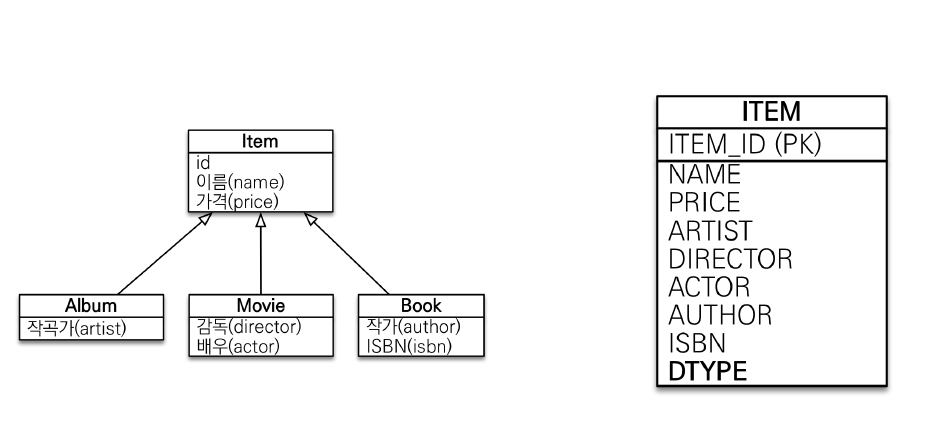 Item
id
이름(name)
가격(price)
Album
작곡가(artist)
Movie
감독(director)
배우(actor)
Book
작가(author)
ISBN(isbn)
ITEM
ITEM_ID (PK)
NAME
PRICE
ARTIST
DIRECTOR
ACTOR
AUTHOR
ISBN
DTYPE